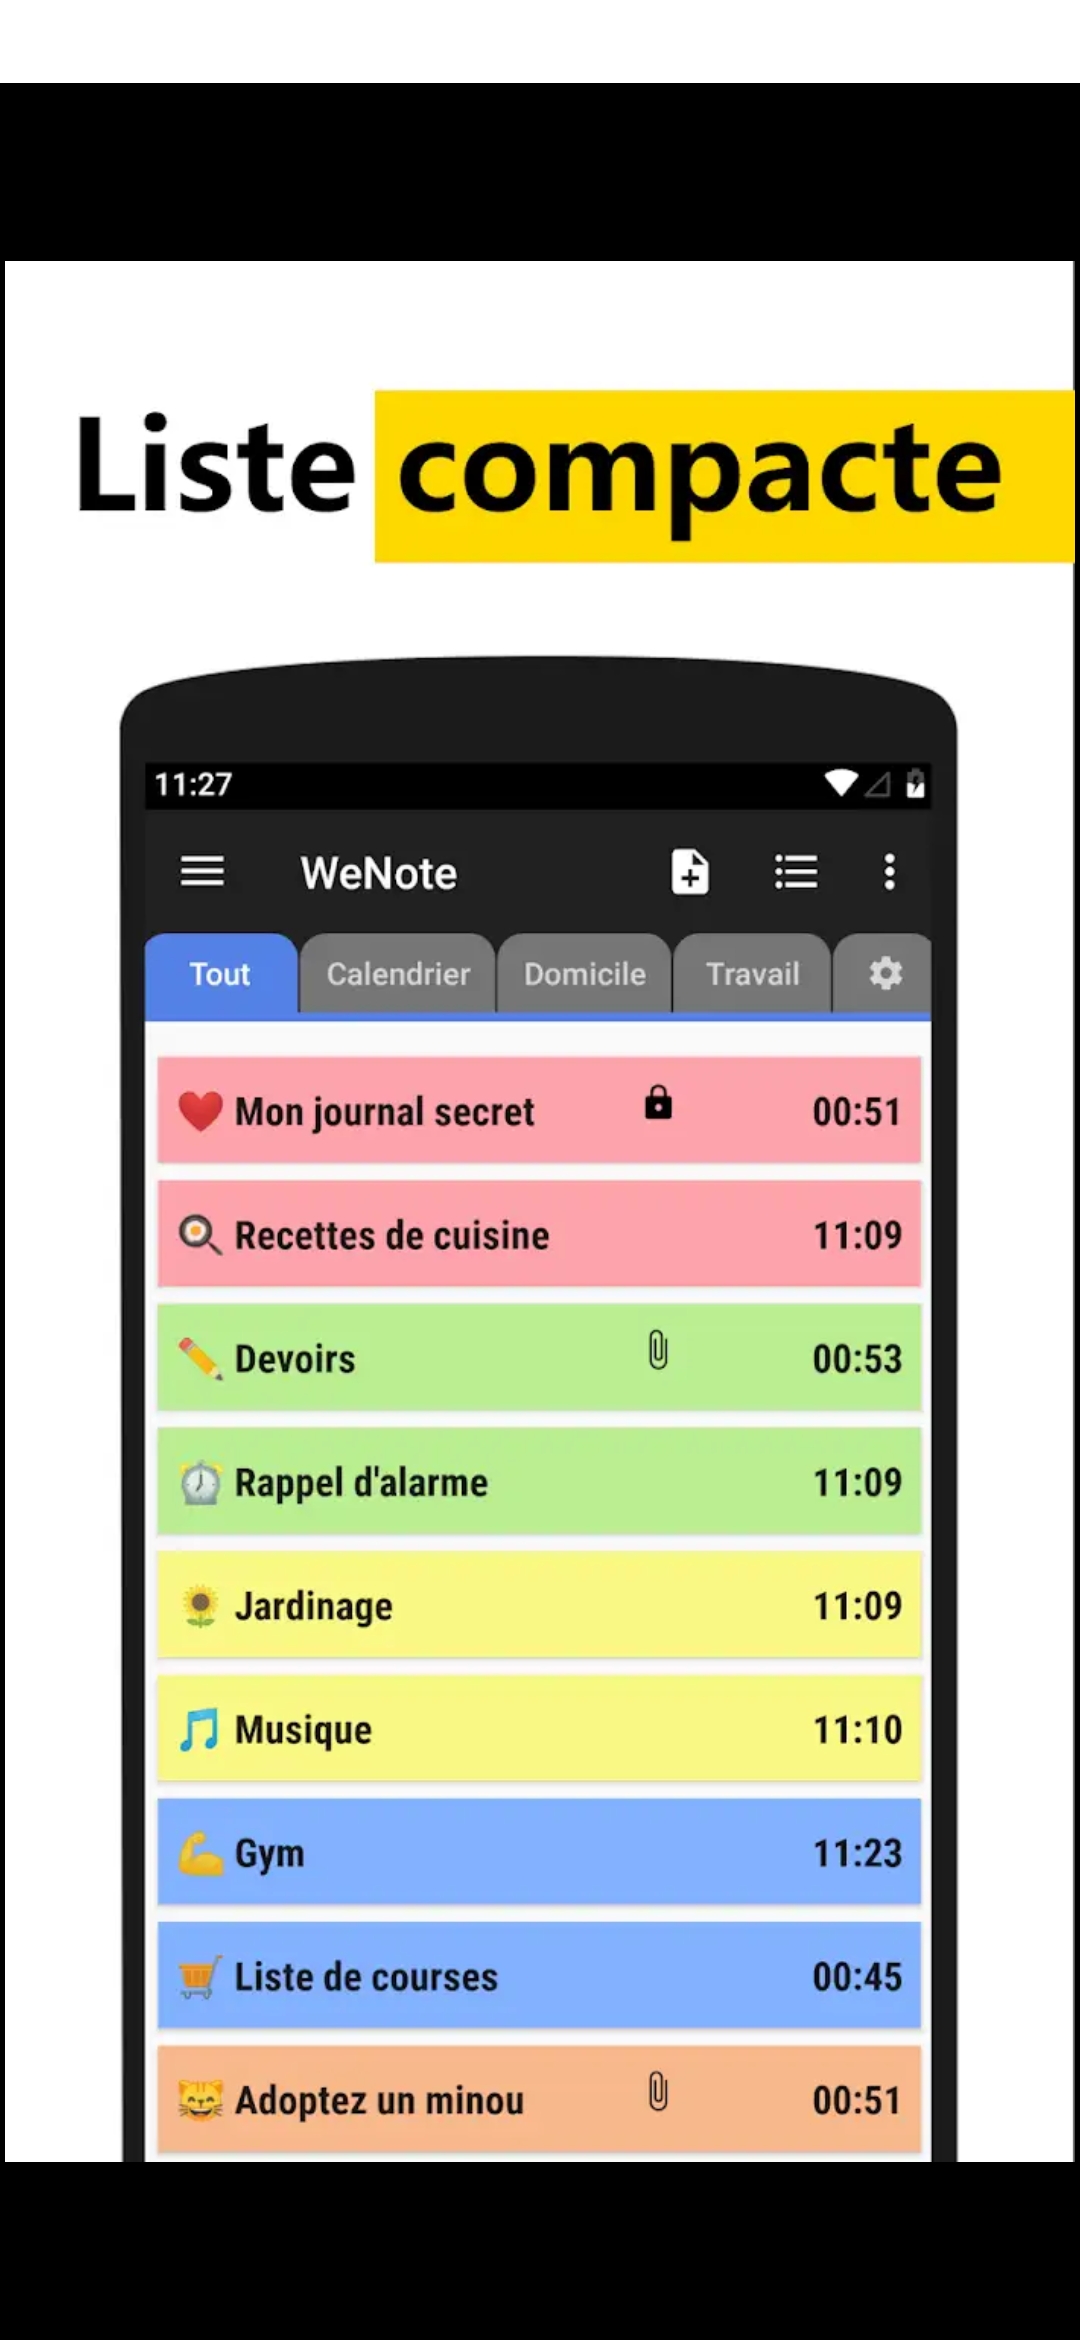 Liste compacte
11:27
WeNote
Tout Calendrier Domicile Travail
❤️ Mon journal secret 00:51
🍳 Recettes de cuisine 11:09
✏️ Devoirs 00:53
⏰ Rappel d'alarme 11:09
🌻 Jardinage 11:09
🎵 Musique 11:10
💪 Gym 11:23
🛒 Liste de courses 00:45
😸 Adoptez un minou 00:51